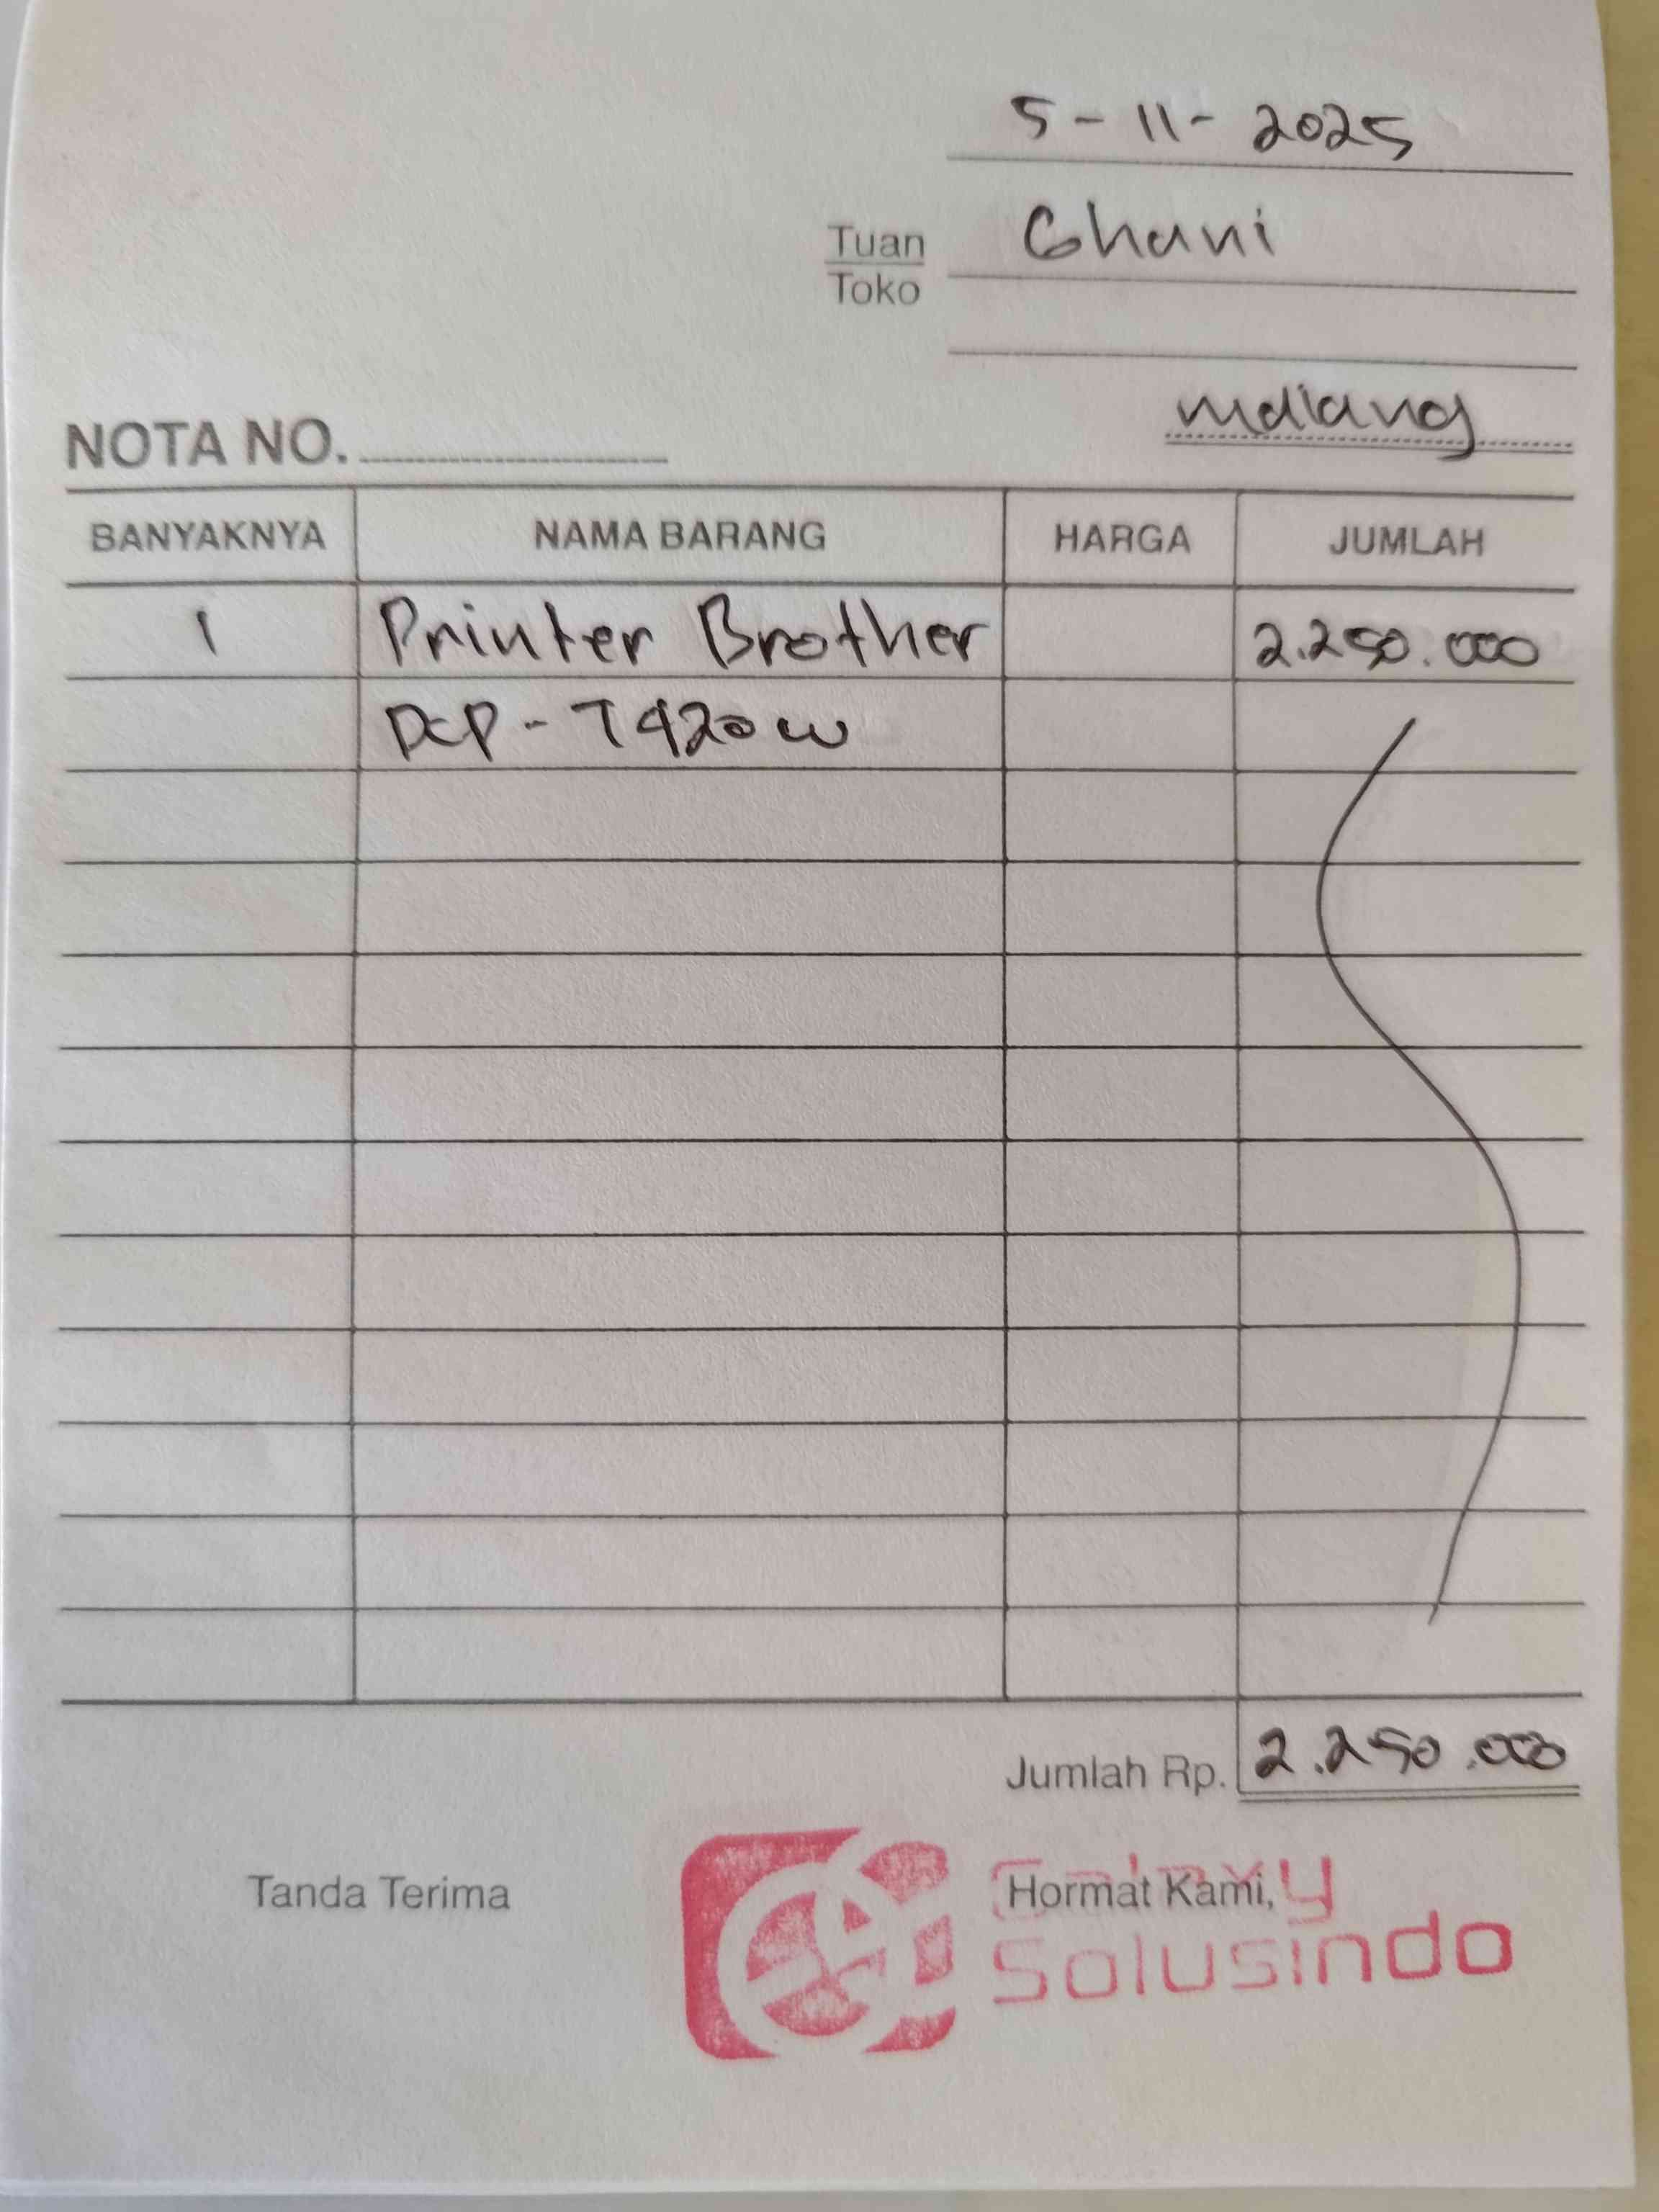 5-11-2025
Tuan Ghani
Toko
Malang
NOTA NO.
BANYAKNYA NAMA BARANG HARGA JUMLAH
1 Printer Brother 2.250.000
DCP-T420W
Jumlah Rp. 2.250.000
Tanda Terima Hormat Kami,
Solusindo